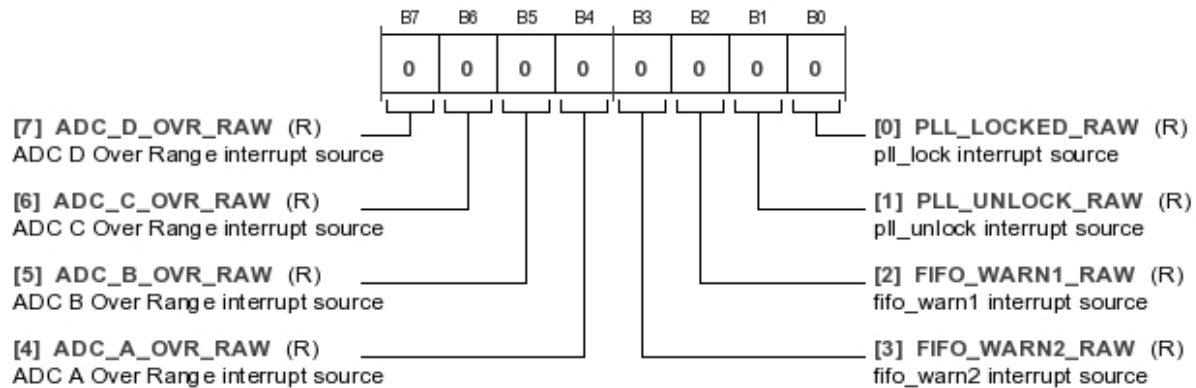 B7 B6 B5 B4 B3 B2 B1 B0
0 0 0 0 0 0 0 0
[7] ADC_D_OVR_RAW (R)
ADC D Over Range interrupt source
[6] ADC_C_OVR_RAW (R)
ADC C Over Range interrupt source
[5] ADC_B_OVR_RAW (R)
ADC B Over Range interrupt source
[4] ADC_A_OVR_RAW (R)
ADC A Over Range interrupt source
[0] PLL_LOCKED_RAW (R)
pll_lock interrupt source
[1] PLL_UNLOCK_RAW (R)
pll_unlock interrupt source
[2] FIFO_WARN1_RAW (R)
fifo_warn1 interrupt source
[3] FIFO_WARN2_RAW (R)
fifo_warn2 interrupt source